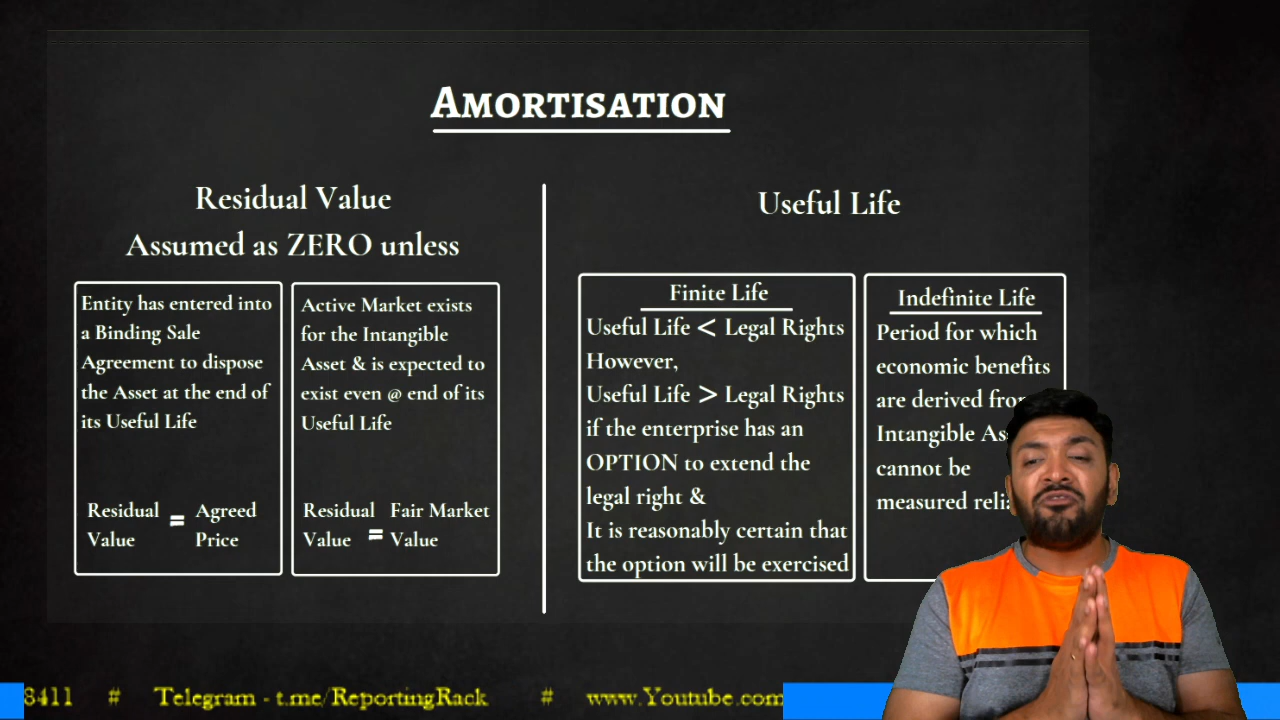 AMORTISATION
Residual Value
Assumed as ZERO unless
Entity has entered into
a Binding Sale
Agreement to dispose
the Asset at the end of
its Useful Life
Residual Value = Agreed Price
Active Market exists
for the Intangible
Asset & is expected to
exist even @ end of its
Useful Life
Residual Value = Fair Market Value
Useful Life
Finite Life
Useful Life < Legal Rights
However,
Useful Life > Legal Rights
if the enterprise has an
OPTION to extend the
legal right &
It is reasonably certain that
the option will be exercised
Indefinite Life
Period for which
economic benefits
are derived
Intangible
cannot be
measured
8411 # Telegram - t.me/ReportingRack # www.Youtube.com